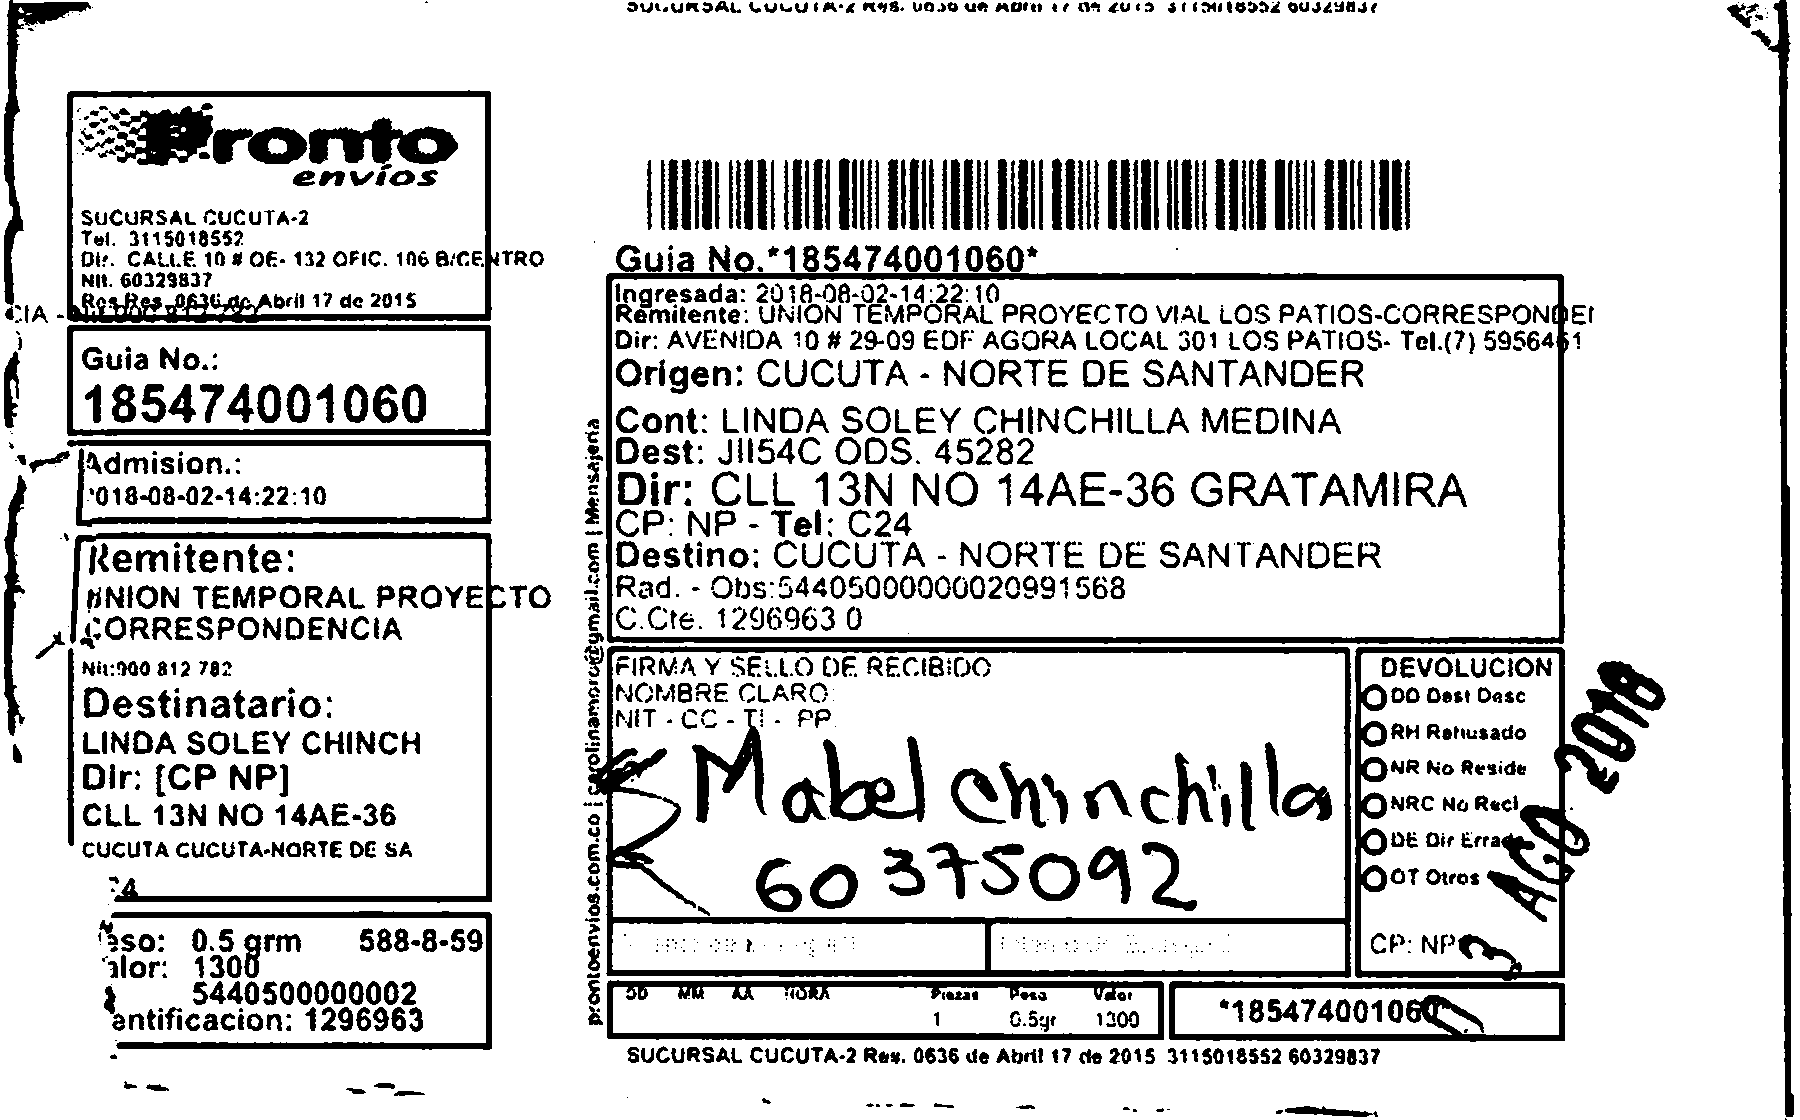 SUCURSAL CUCUTA-2 Res. 0636 de Abril 17 de 2015 3115018552 60329837
Pronto
envíos
SUCURSAL CUCUTA-2
Tel. 3115018552
Dir. CALLE 10 # OE- 132 OFIC. 106 B/CENTRO
Nit. 60329837
Res Res. 0636 de Abril 17 de 2015
CIA -
Guia No.:
185474001060
Admision.:
018-08-02-14:22:10
Remitente:
UNION TEMPORAL PROYECTO
CORRESPONDENCIA
Nit:900 812 782
Destinatario:
LINDA SOLEY CHINCH
Dir: [CP NP]
CLL 13N NO 14AE-36
CUCUTA CUCUTA-NORTE DE SA
eso: 0.5 grm 588-8-59
alor: 1300
5440500000002
entificacion: 1296963
prontoenvios.com.co | carolinamoro@gmail.com | Mensajeria
Guia No.*185474001060*
Ingresada: 2018-08-02-14:22:10
Remitente: UNION TEMPORAL PROYECTO VIAL LOS PATIOS-CORRESPONDEN
Dir: AVENIDA 10 # 29-09 EDF AGORA LOCAL 301 LOS PATIOS- Tel.(7) 5956461
Origen: CUCUTA - NORTE DE SANTANDER
Cont: LINDA SOLEY CHINCHILLA MEDINA
Dest: JII54C ODS. 45282
Dir: CLL 13N NO 14AE-36 GRATAMIRA
CP: NP - Tel: C24
Destino: CUCUTA - NORTE DE SANTANDER
Rad. - Obs:5440500000020991568
C.Cte. 1296963 0
FIRMA Y SELLO DE RECIBIDO
NOMBRE CLARO
NIT - CC - TI - PP
Mabel chinchilla
60375092
DEVOLUCION
DD Dest Desc
RH Rehusado
NR No Reside
NRC No Recl
DE Dir Errada
OT Otros
CP: NP
03 AGO 2018
DD MM AA HORA Piezas Peso Valor
1 0.5gr 1300
*185474001060
SUCURSAL CUCUTA-2 Res. 0636 de Abril 17 de 2015 3115018552 60329837